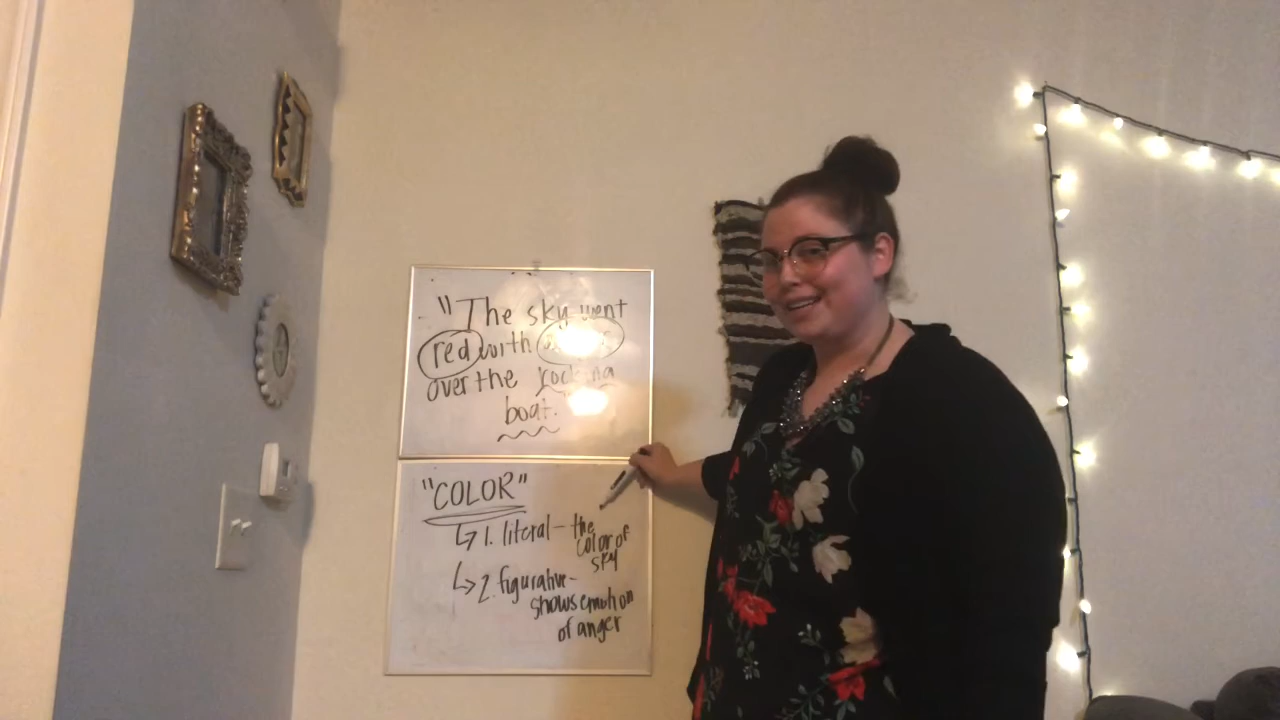 "The sky went
red with
over the rocking
boat.
"COLOR"
↳ 1. literal - the
color of
sky
↳ 2. figurative -
shows emotion
of anger